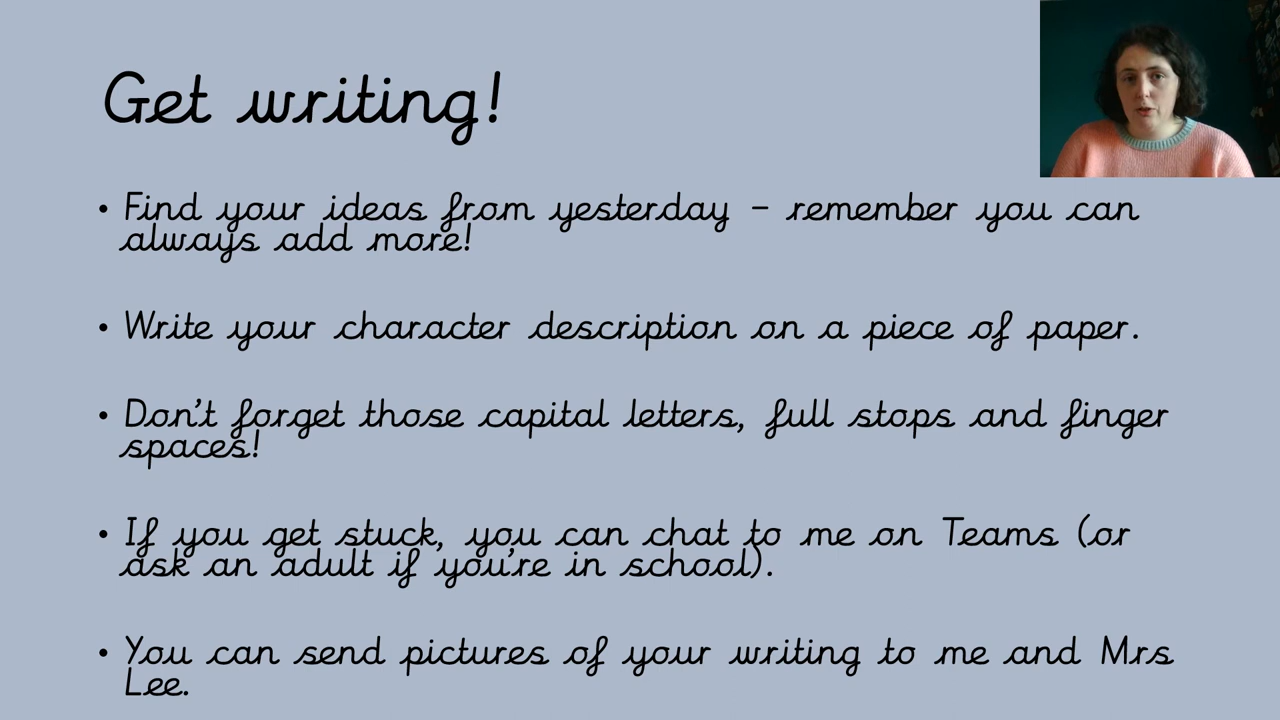 Get writing!
• Find your ideas from yesterday – remember you can
always add more!
• Write your character description on a piece of paper.
• Don't forget those capital letters, full stops and finger
spaces!
• If you get stuck, you can chat to me on Teams (or
ask an adult if you're in school).
• You can send pictures of your writing to me and Mrs
Lee.